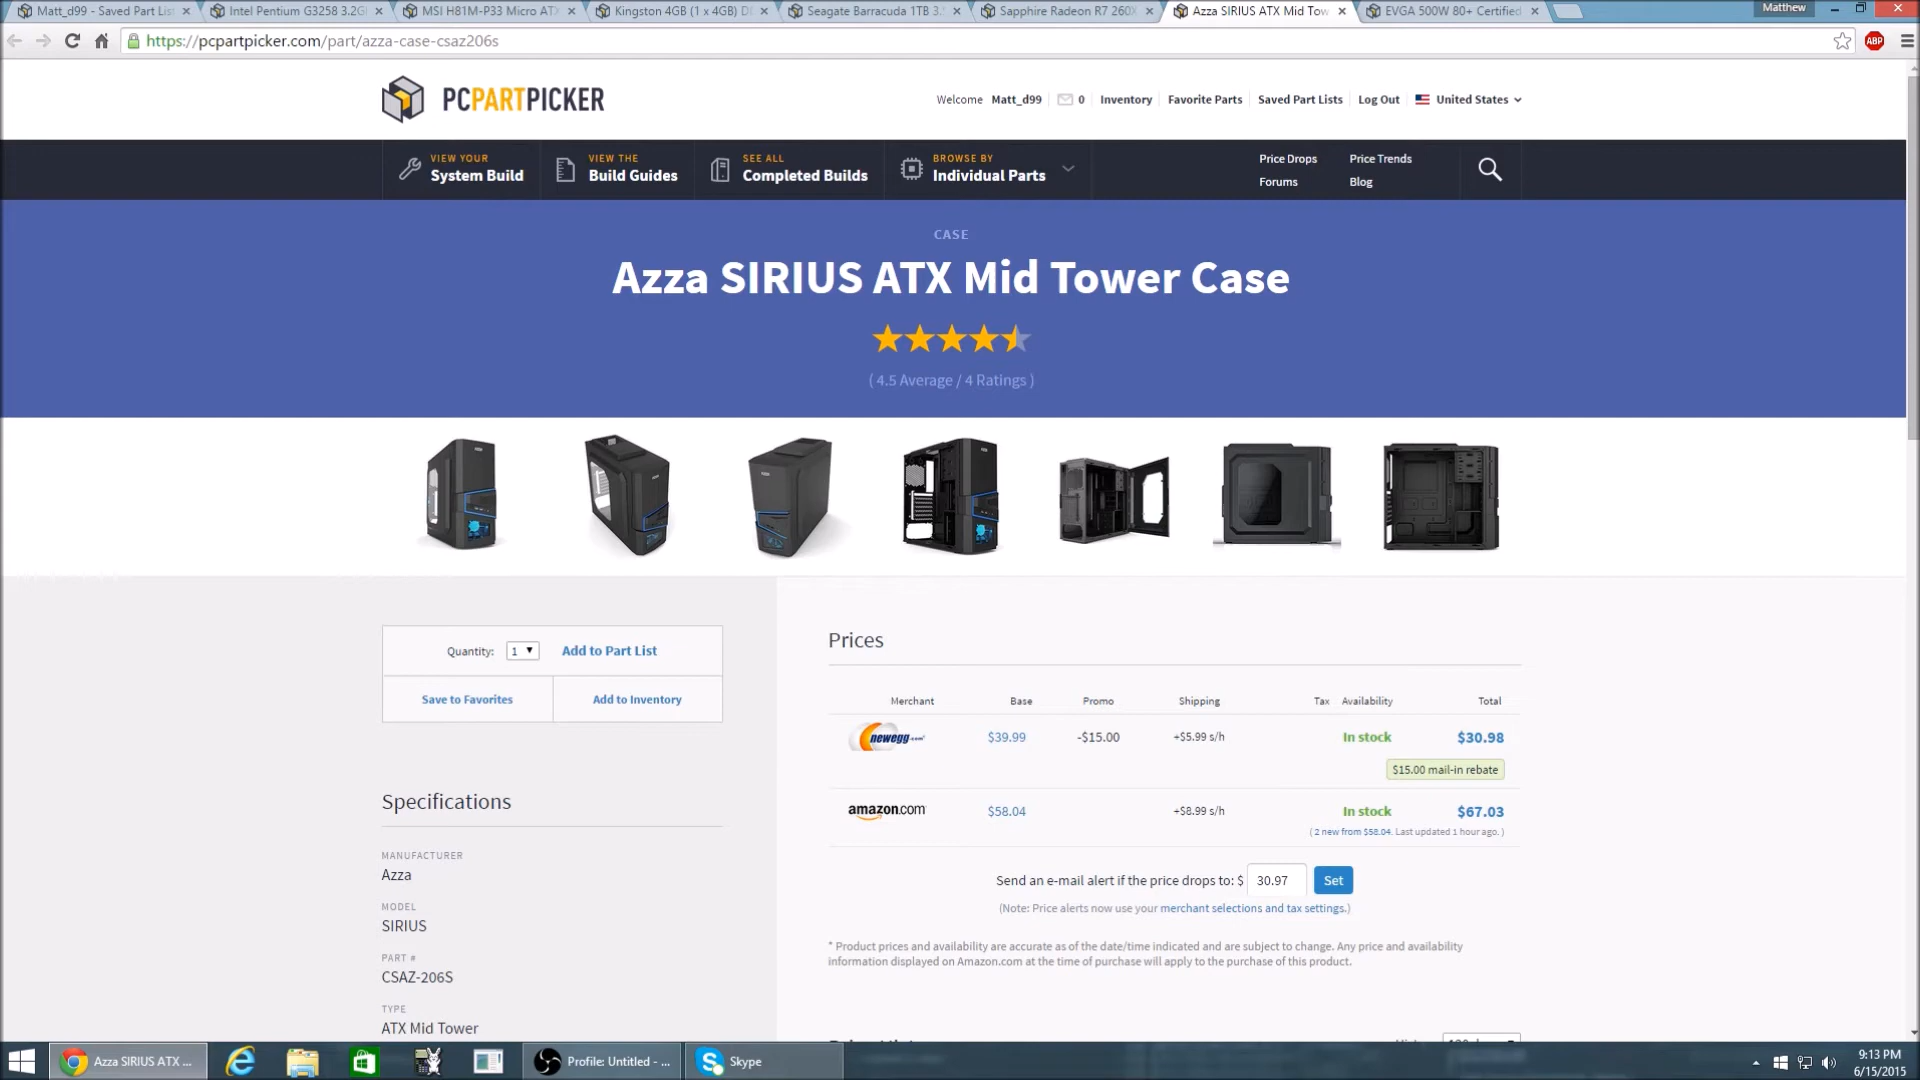 Matt_d99 - Saved Part List
Intel Pentium G3258 3.2G
MSI H81M-P33 Micro ATX
Kingston 4GB (1 x 4GB) D
Seagate Barracuda 1TB 3.
Sapphire Radeon R7 260X
Azza SIRIUS ATX Mid Tow
EVGA 500W 80+ Certified
Matthew
https://pcpartpicker.com/part/azza-case-csaz206s
ABP
PCPARTPICKER
Welcome Matt_d99 0 Inventory Favorite Parts Saved Part Lists Log Out United States
VIEW YOUR
System Build
VIEW THE
Build Guides
SEE ALL
Completed Builds
BROWSE BY
Individual Parts
Price Drops
Price Trends
Forums
Blog
CASE
Azza SIRIUS ATX Mid Tower Case
( 4.5 Average / 4 Ratings )
Quantity: 1 Add to Part List
Save to Favorites
Add to Inventory
Specifications
MANUFACTURER
Azza
MODEL
SIRIUS
PART #
CSAZ-206S
TYPE
ATX Mid Tower
Prices
Merchant Base Promo Shipping Tax Availability Total
newegg.com $39.99 -$15.00 +$5.99 s/h In stock $30.98
$15.00 mail-in rebate
amazon.com $58.04 +$8.99 s/h In stock $67.03
( 2 new from $58.04. Last updated 1 hour ago. )
Send an e-mail alert if the price drops to: $ 30.97 Set
(Note: Price alerts now use your merchant selections and tax settings.)
* Product prices and availability are accurate as of the date/time indicated and are subject to change. Any price and availability
information displayed on Amazon.com at the time of purchase will apply to the purchase of this product.
Azza SIRIUS ATX ...
Profile: Untitled - ...
Skype
9:13 PM
6/15/2015